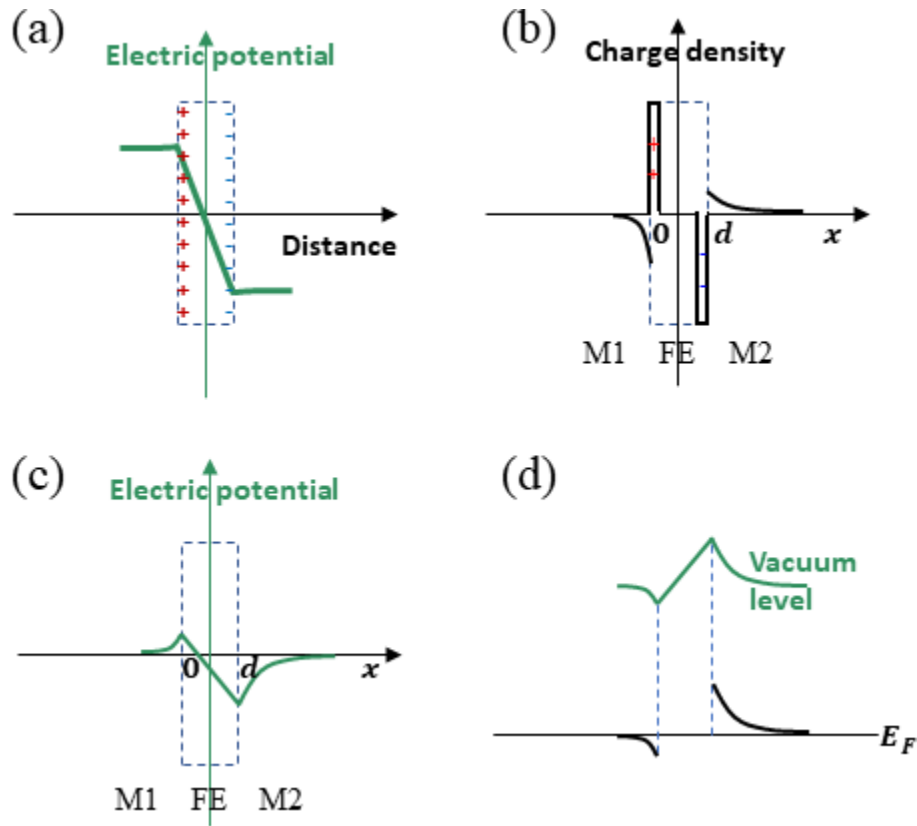 (a)
Electric potential
Distance
(b)
Charge density
0 d x
M1 FE M2
(c)
Electric potential
0 d x
M1 FE M2
(d)
Vacuum
level
E_F